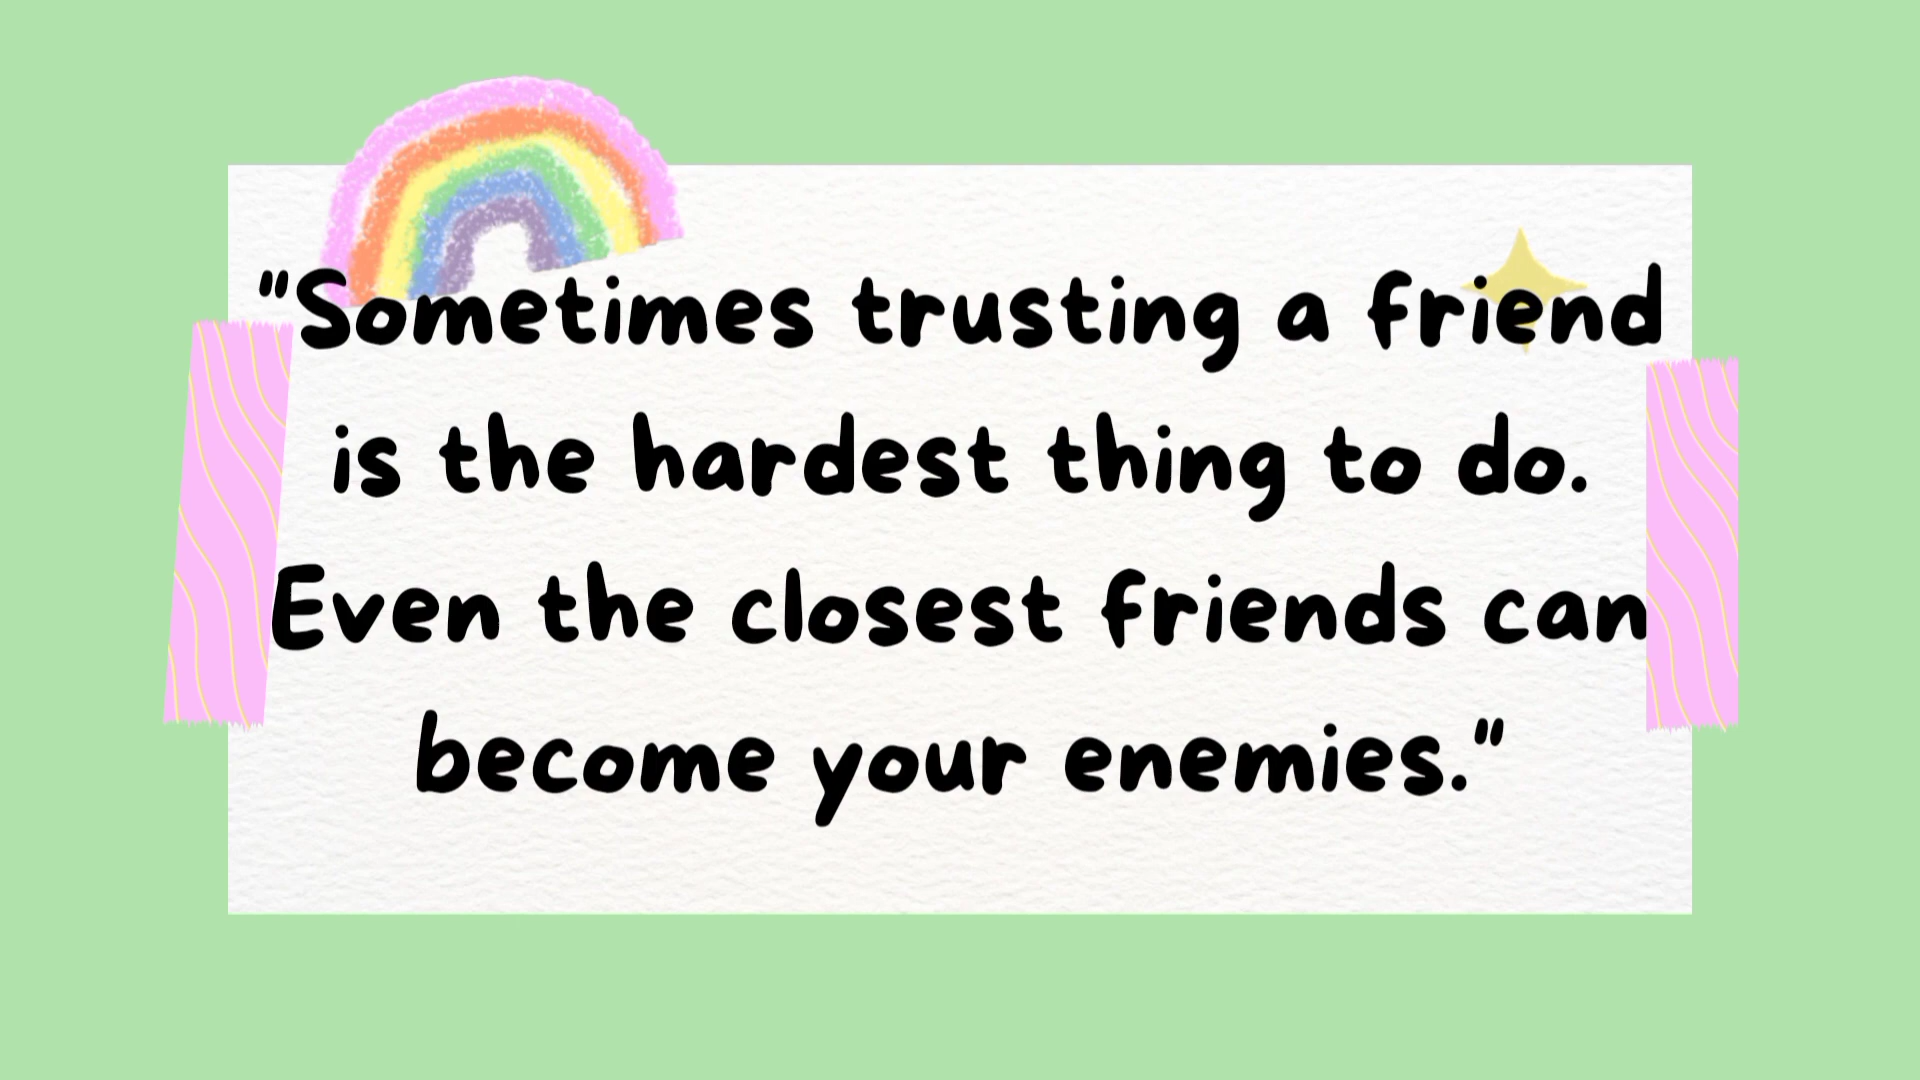 "Sometimes trusting a friend
is the hardest thing to do.
Even the closest friends can
become your enemies."